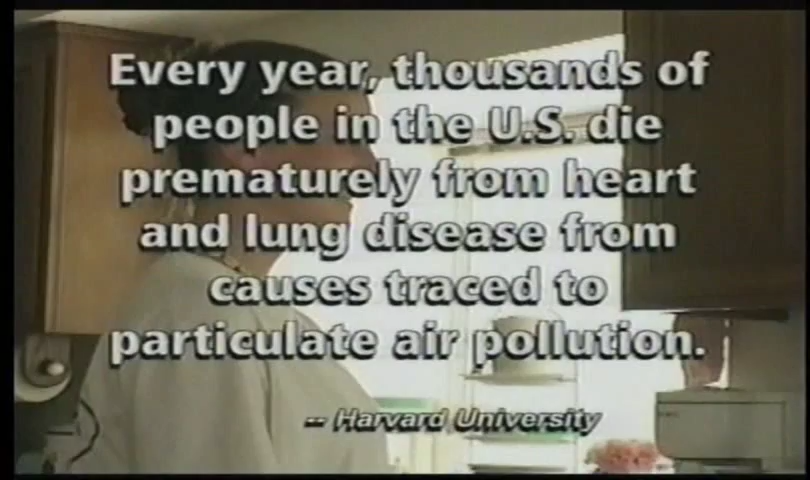 Every year, thousands of
people in the U.S. die
prematurely from heart
and lung disease from
causes traced to
particulate air pollution.
-- Harvard University